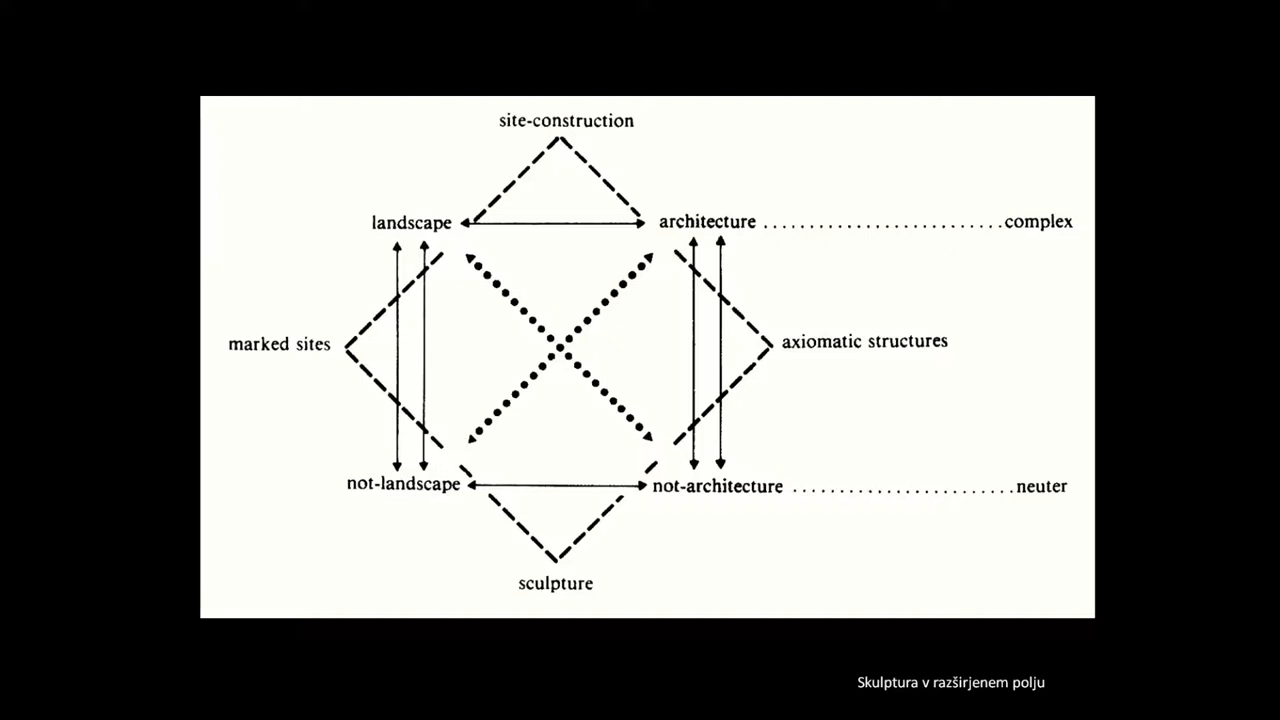 site-construction
landscape
architecture ........................... complex
marked sites
axiomatic structures
not-landscape
not-architecture ........................ neuter
sculpture
Skulptura v razširjenem polju